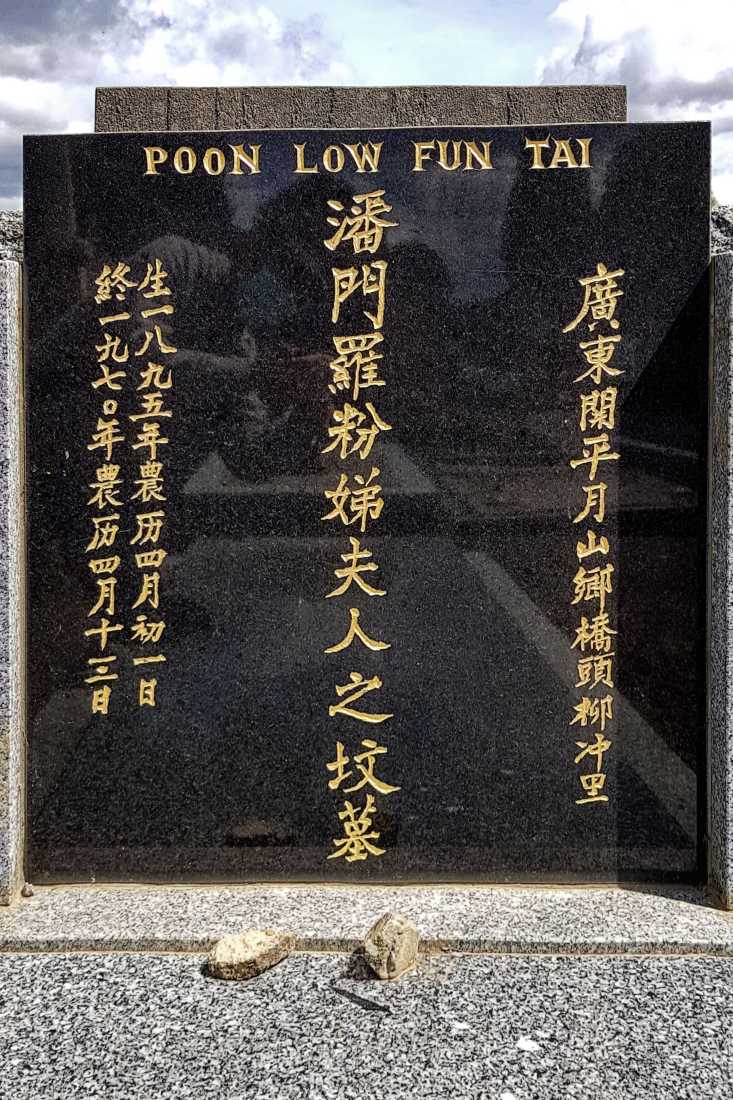 POON LOW FUN TAI
廣東開平月山鄉橋頭柳冲里
潘門羅粉娣夫人之坟墓
生一八九五年農历四月初一日
終一九七〇年農历四月十二日